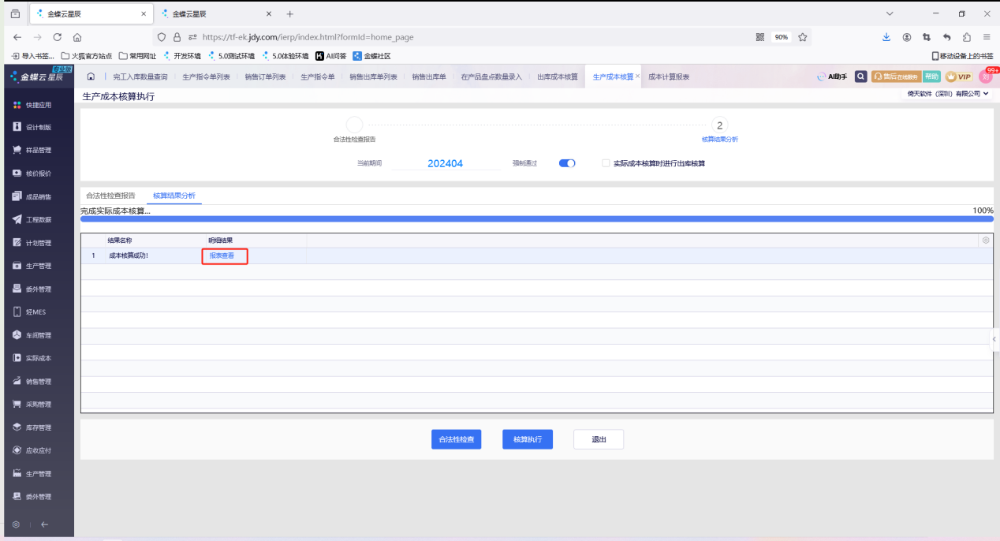 金蝶云星辰 × 金蝶云星辰 × +
https://tf-ek.jdy.com/ierp/index.html?formId=home_page 90%
导入书签... 火狐官方站点 常用网址 开发环境 5.0测试环境 5.0体验环境 AI问答 金蝶社区 移动设备上的书签
金蝶云星辰 专业版 完工入库数量查询 生产指令单列表 销售订单列表 生产指令单 销售出库单列表 销售出库单 在产品盘点数量录入 出库成本核算 生产成本核算 × 成本计算报表 AI助手 售后在线服务 帮助 VIP 刘 99+
生产成本核算执行 倚天软件（深圳）有限公司
快捷应用
设计制版
样品管理
核价报价
成品销售
工程数据
计划管理
生产管理
委外管理
轻MES
车间管理
实际成本
销售管理
采购管理
库存管理
应收应付
生产管理
委外管理
2
合法性检查报告 核算结果分析
当前期间 202404 强制通过 实际成本核算时进行出库核算
合法性检查报告 核算结果分析
完成实际成本核算... 100%
结果名称 明细结果
1 成本核算成功! 报表查看
合法性检查 核算执行 退出